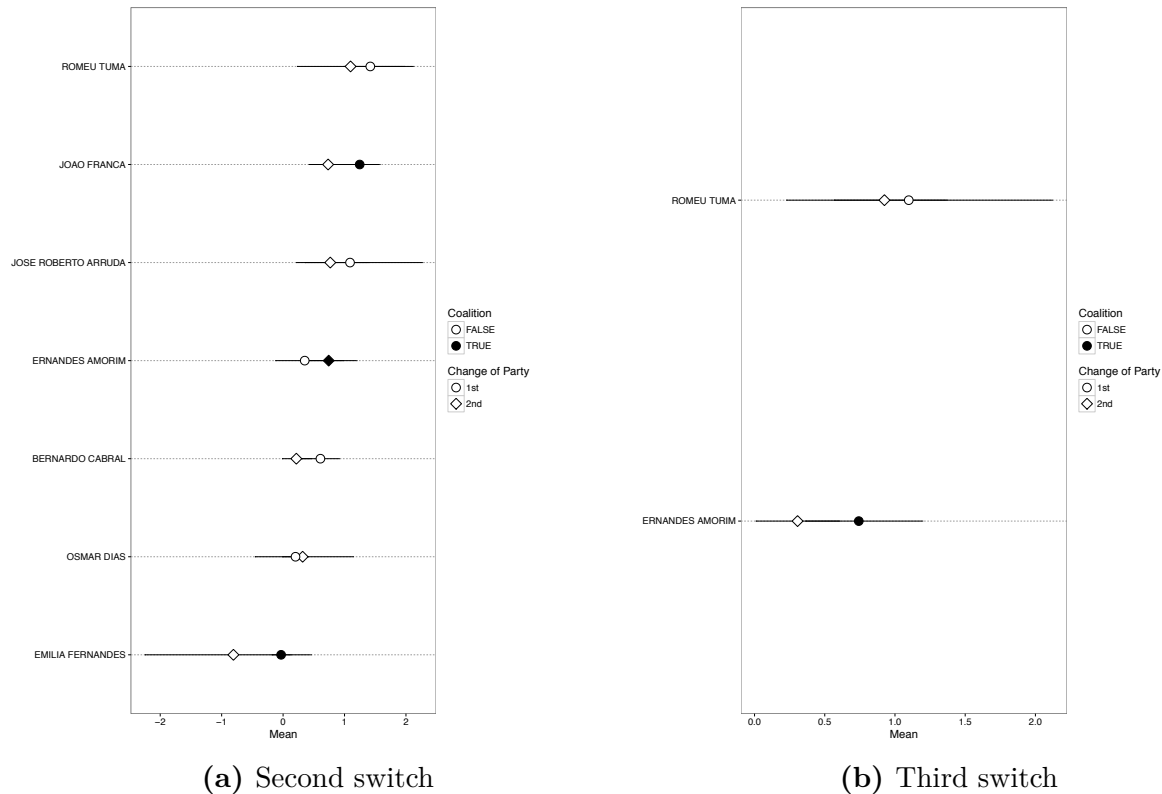 ROMEU TUMA
JOAO FRANCA
JOSE ROBERTO ARRUDA
ERNANDES AMORIM
BERNARDO CABRAL
OSMAR DIAS
EMILIA FERNANDES
−2 −1 0 1 2
Mean
Coalition
FALSE
TRUE
Change of Party
1st
2nd
(a) Second switch
ROMEU TUMA
ERNANDES AMORIM
0.0 0.5 1.0 1.5 2.0
Mean
Coalition
FALSE
TRUE
Change of Party
1st
2nd
(b) Third switch